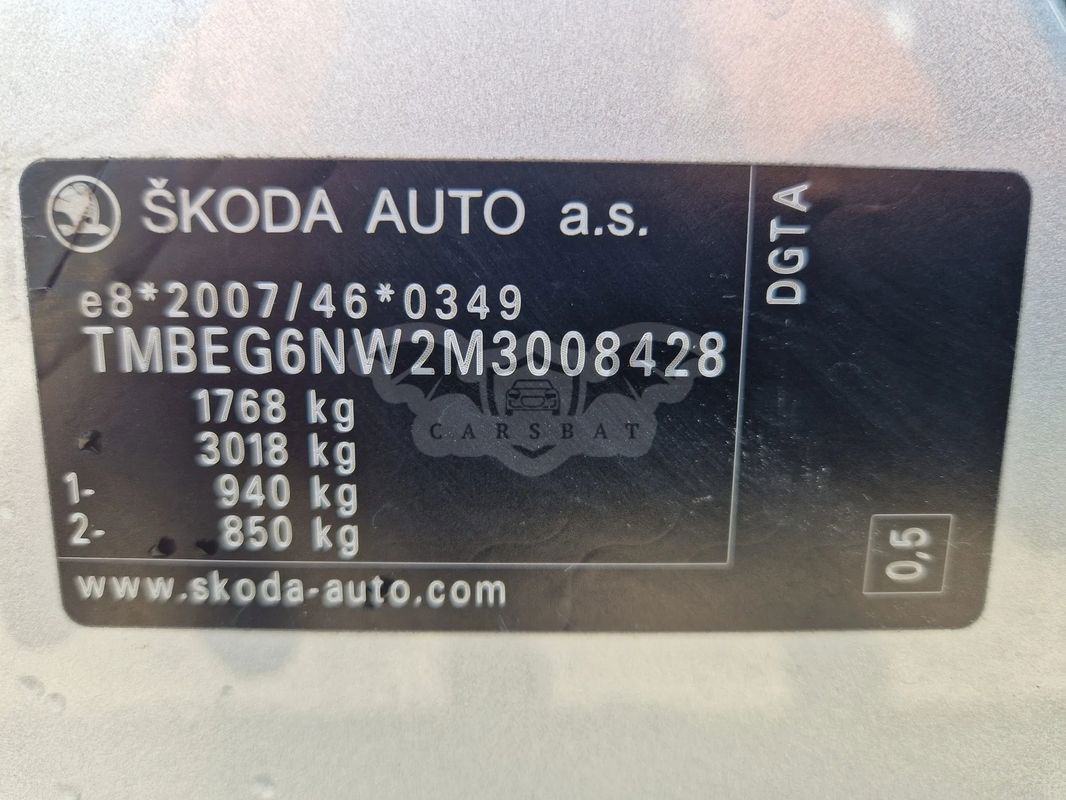 ŠKODA AUTO a.s.
e8*2007/46*0349
TMBEG6NW2M3008428
1768 kg
3018 kg
1- 940 kg
2- 850 kg
www.skoda-auto.com
DGTA
0,5
CARSBAT